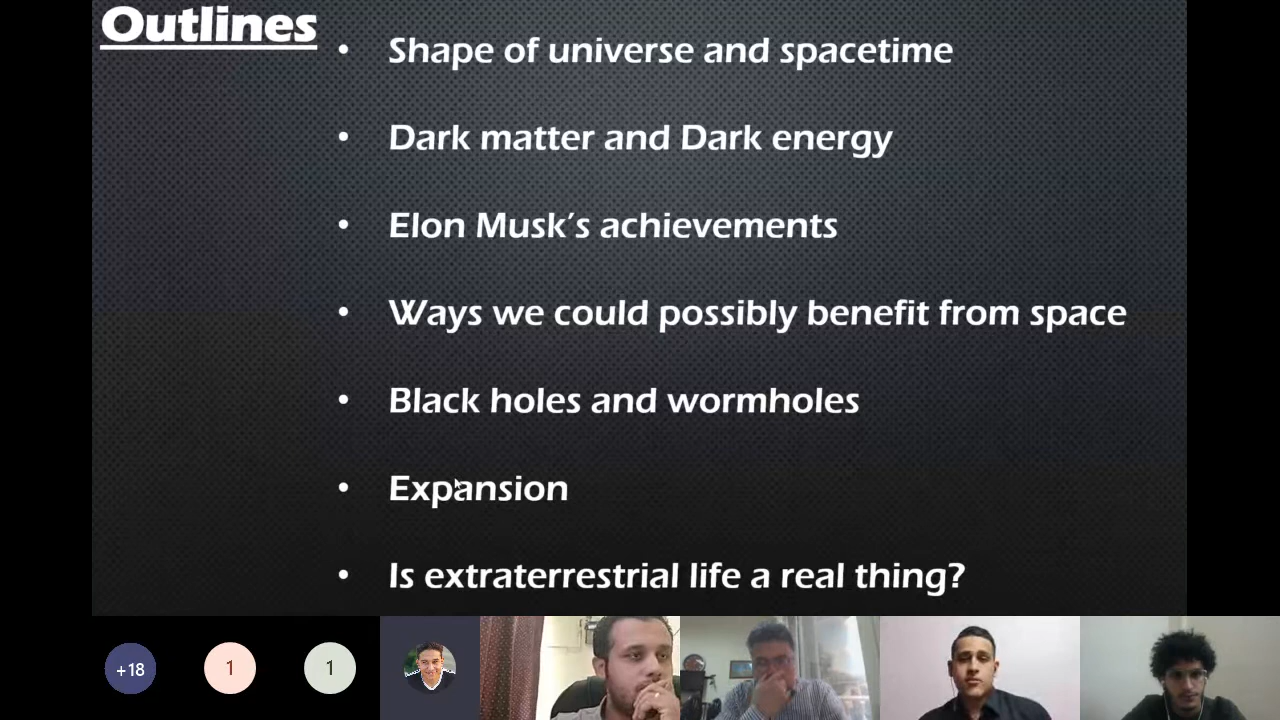 Outlines
• Shape of universe and spacetime
• Dark matter and Dark energy
• Elon Musk’s achievements
• Ways we could possibly benefit from space
• Black holes and wormholes
• Expansion
• Is extraterrestrial life a real thing?
+18
1
1